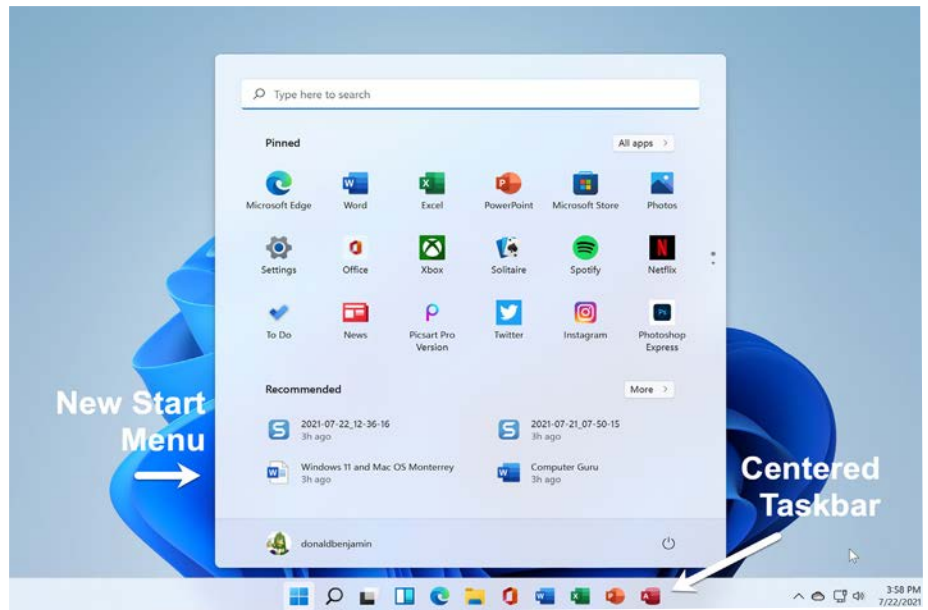 Type here to search
Pinned
All apps >
Microsoft Edge
Word
Excel
PowerPoint
Microsoft Store
Photos
Settings
Office
Xbox
Solitaire
Spotify
Netflix
To Do
News
Picsart Pro
Version
Twitter
Instagram
Photoshop
Express
Recommended
More >
2021-07-22_12-36-16
3h ago
2021-07-21_07-50-15
3h ago
Windows 11 and Mac OS Monterrey
3h ago
Computer Guru
3h ago
New Start
Menu
Centered
Taskbar
donaldbenjamin
3:58 PM
7/22/2021